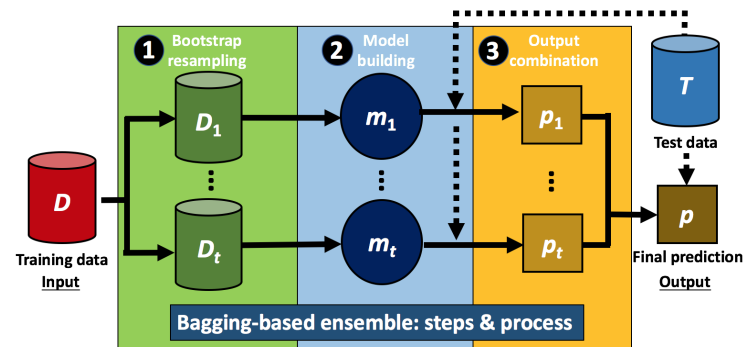 1 Bootstrap
resampling
2 Model
building
3 Output
combination
D
Training data
Input
D1
⋮
Dt
m1
⋮
mt
p1
⋮
pt
T
Test data
p
Final prediction
Output
Bagging-based ensemble: steps & process